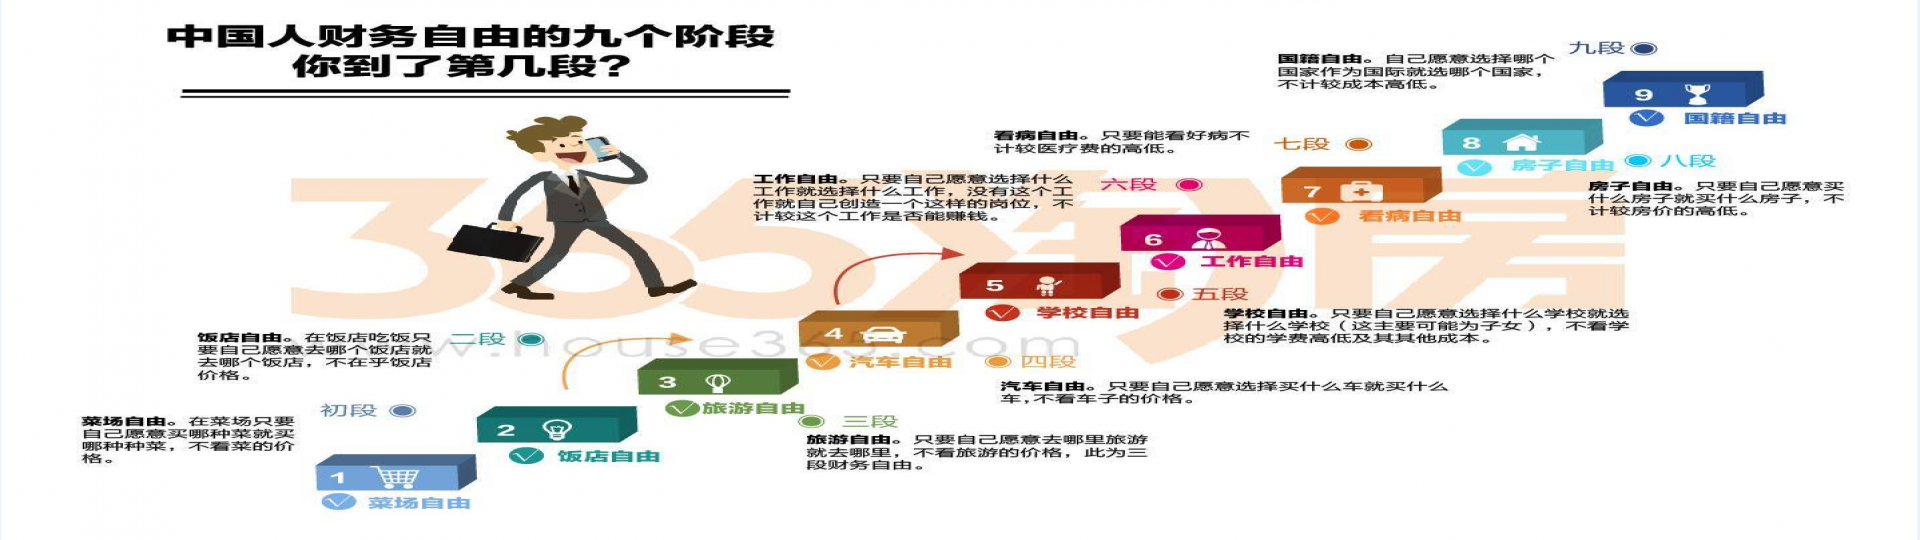 中国人财务自由的九个阶段
你到了第几段?
九段
国籍自由。自己愿意选择哪个
国家作为国际就选哪个国家，
不计较成本高低。
9
国籍自由
看病自由。只要能看好病不
计较医疗费的高低。
七段
8
房子自由
八段
房子自由。只要自己愿意买
什么房子就买什么房子，不
计较房价的高低。
工作自由。只要自己愿意选择什么
工作就选择什么工作，没有这个工
作就自己创造一个这样的岗位，不
计较这个工作是否能赚钱。
六段
7
看病自由
6
工作自由
5
学校自由
五段
学校自由。只要自己愿意选择什么学校就选
择什么学校（这主要可能为子女），不看学
校的学费高低及其其他成本。
饭店自由。在饭店吃饭只
要自己愿意去哪个饭店就
去哪个饭店，不在乎饭店
价格。
二段
4
汽车自由
四段
汽车自由。只要自己愿意选择买什么车就买什么
车,不看车子的价格。
3
旅游自由
三段
旅游自由。只要自己愿意去哪里旅游
就去哪里，不看旅游的价格，此为三
段财务自由。
菜场自由。在菜场只要
自己愿意买哪种菜就买
哪种种菜，不看菜的价
格。
初段
2
饭店自由
1
菜场自由
365淘房
www.house365.com